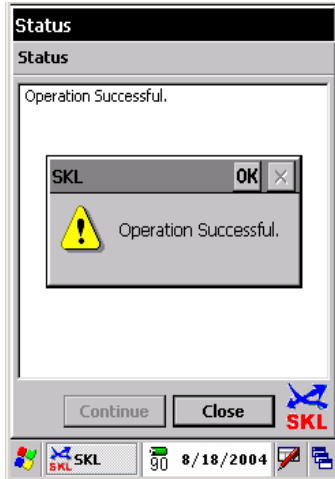 Status
Status
Operation Successful.
SKL OK
Operation Successful.
Continue Close
SKL
SKL SKL 90 8/18/2004